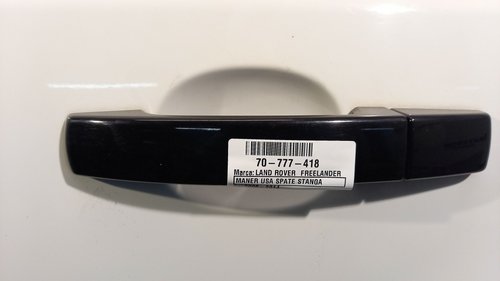 70-777-418
Marca: LAND ROVER FREELANDER
MANER USA SPATE STANGA